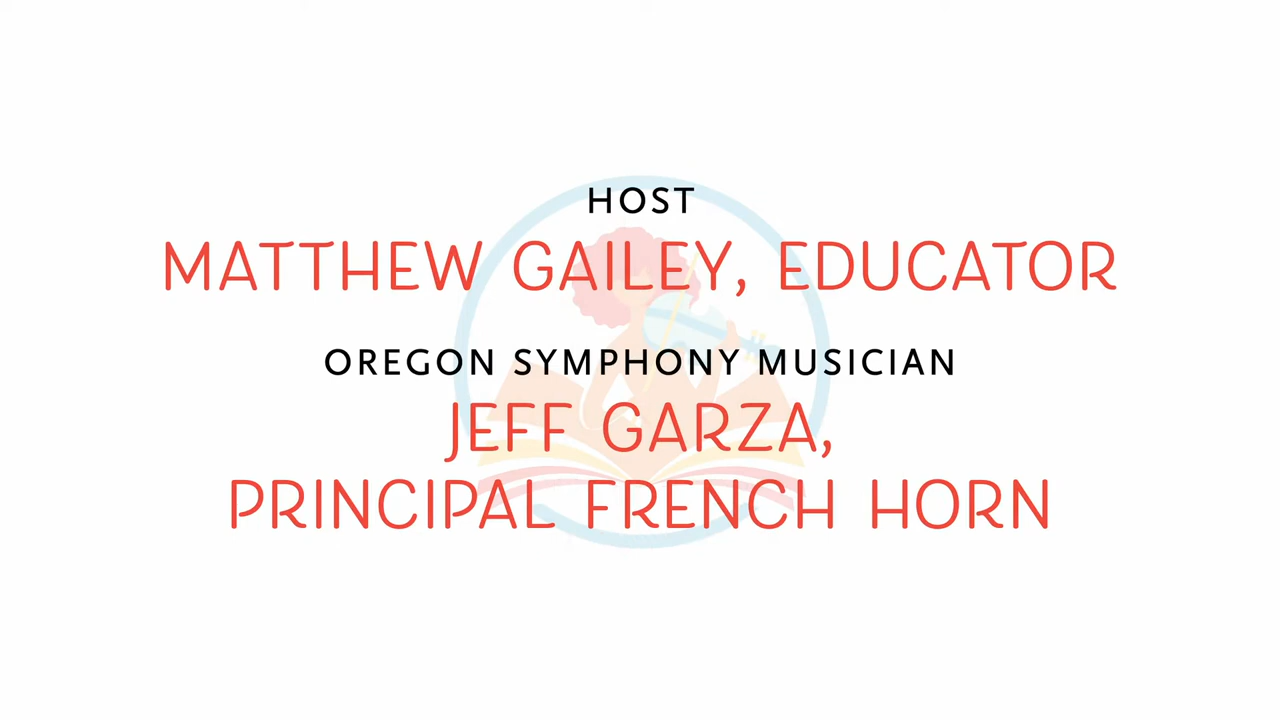 HOST
MATTHEW GAILEY, EDUCATOR
OREGON SYMPHONY MUSICIAN
JEFF GARZA,
PRINCIPAL FRENCH HORN